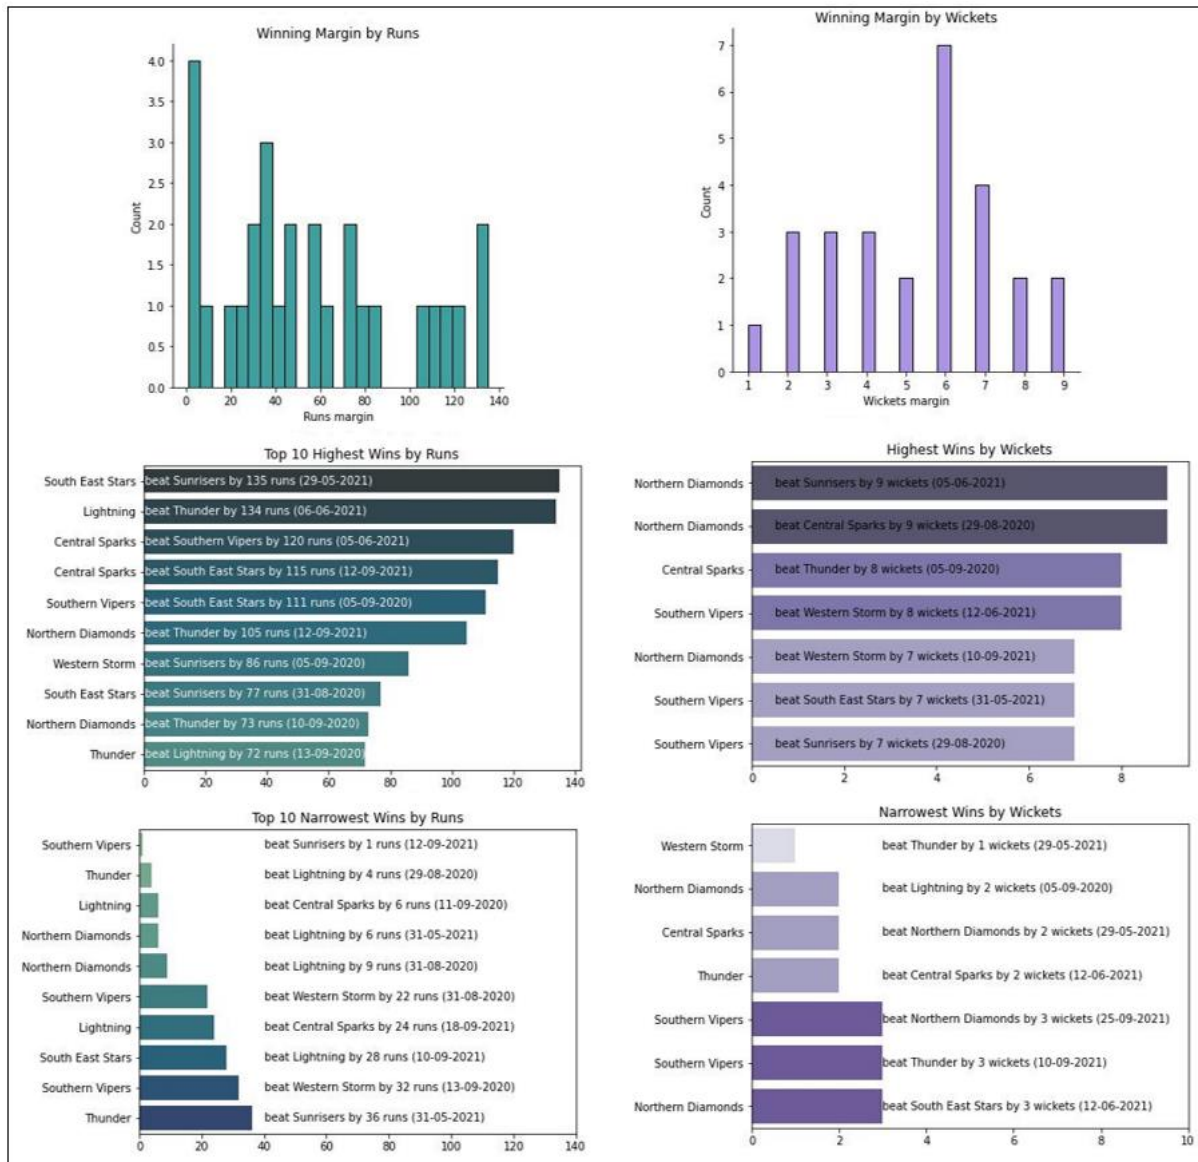 Winning Margin by Runs
4.0
3.5
3.0
2.5
2.0
1.5
1.0
0.5
0.0
Count
0 20 40 60 80 100 120 140
Runs margin
Winning Margin by Wickets
7
6
5
4
3
2
1
0
Count
1 2 3 4 5 6 7 8 9
Wickets margin
Top 10 Highest Wins by Runs
South East Stars beat Sunrisers by 135 runs (29-05-2021)
Lightning beat Thunder by 134 runs (06-06-2021)
Central Sparks beat Southern Vipers by 120 runs (05-06-2021)
Central Sparks beat South East Stars by 115 runs (12-09-2021)
Southern Vipers beat South East Stars by 111 runs (05-09-2020)
Northern Diamonds beat Thunder by 105 runs (12-09-2021)
Western Storm beat Sunrisers by 86 runs (05-09-2020)
South East Stars beat Sunrisers by 77 runs (31-08-2020)
Northern Diamonds beat Thunder by 73 runs (10-09-2020)
Thunder beat Lightning by 72 runs (13-09-2020)
0 20 40 60 80 100 120 140
Highest Wins by Wickets
Northern Diamonds beat Sunrisers by 9 wickets (05-06-2021)
Northern Diamonds beat Central Sparks by 9 wickets (29-08-2020)
Central Sparks beat Thunder by 8 wickets (05-09-2020)
Southern Vipers beat Western Storm by 8 wickets (12-06-2021)
Northern Diamonds beat Western Storm by 7 wickets (10-09-2021)
Southern Vipers beat South East Stars by 7 wickets (31-05-2021)
Southern Vipers beat Sunrisers by 7 wickets (29-08-2020)
0 2 4 6 8
Top 10 Narrowest Wins by Runs
Southern Vipers beat Sunrisers by 1 runs (12-09-2021)
Thunder beat Lightning by 4 runs (29-08-2020)
Lightning beat Central Sparks by 6 runs (11-09-2020)
Northern Diamonds beat Lightning by 6 runs (31-05-2021)
Northern Diamonds beat Lightning by 9 runs (31-08-2020)
Southern Vipers beat Western Storm by 22 runs (31-08-2020)
Lightning beat Central Sparks by 24 runs (18-09-2021)
South East Stars beat Lightning by 28 runs (10-09-2021)
Southern Vipers beat Western Storm by 32 runs (13-09-2020)
Thunder beat Sunrisers by 36 runs (31-05-2021)
0 20 40 60 80 100 120 140
Narrowest Wins by Wickets
Western Storm beat Thunder by 1 wickets (29-05-2021)
Northern Diamonds beat Lightning by 2 wickets (05-09-2020)
Central Sparks beat Northern Diamonds by 2 wickets (29-05-2021)
Thunder beat Central Sparks by 2 wickets (12-06-2021)
Southern Vipers beat Northern Diamonds by 3 wickets (25-09-2021)
Southern Vipers beat Thunder by 3 wickets (10-09-2021)
Northern Diamonds beat South East Stars by 3 wickets (12-06-2021)
0 2 4 6 8 10